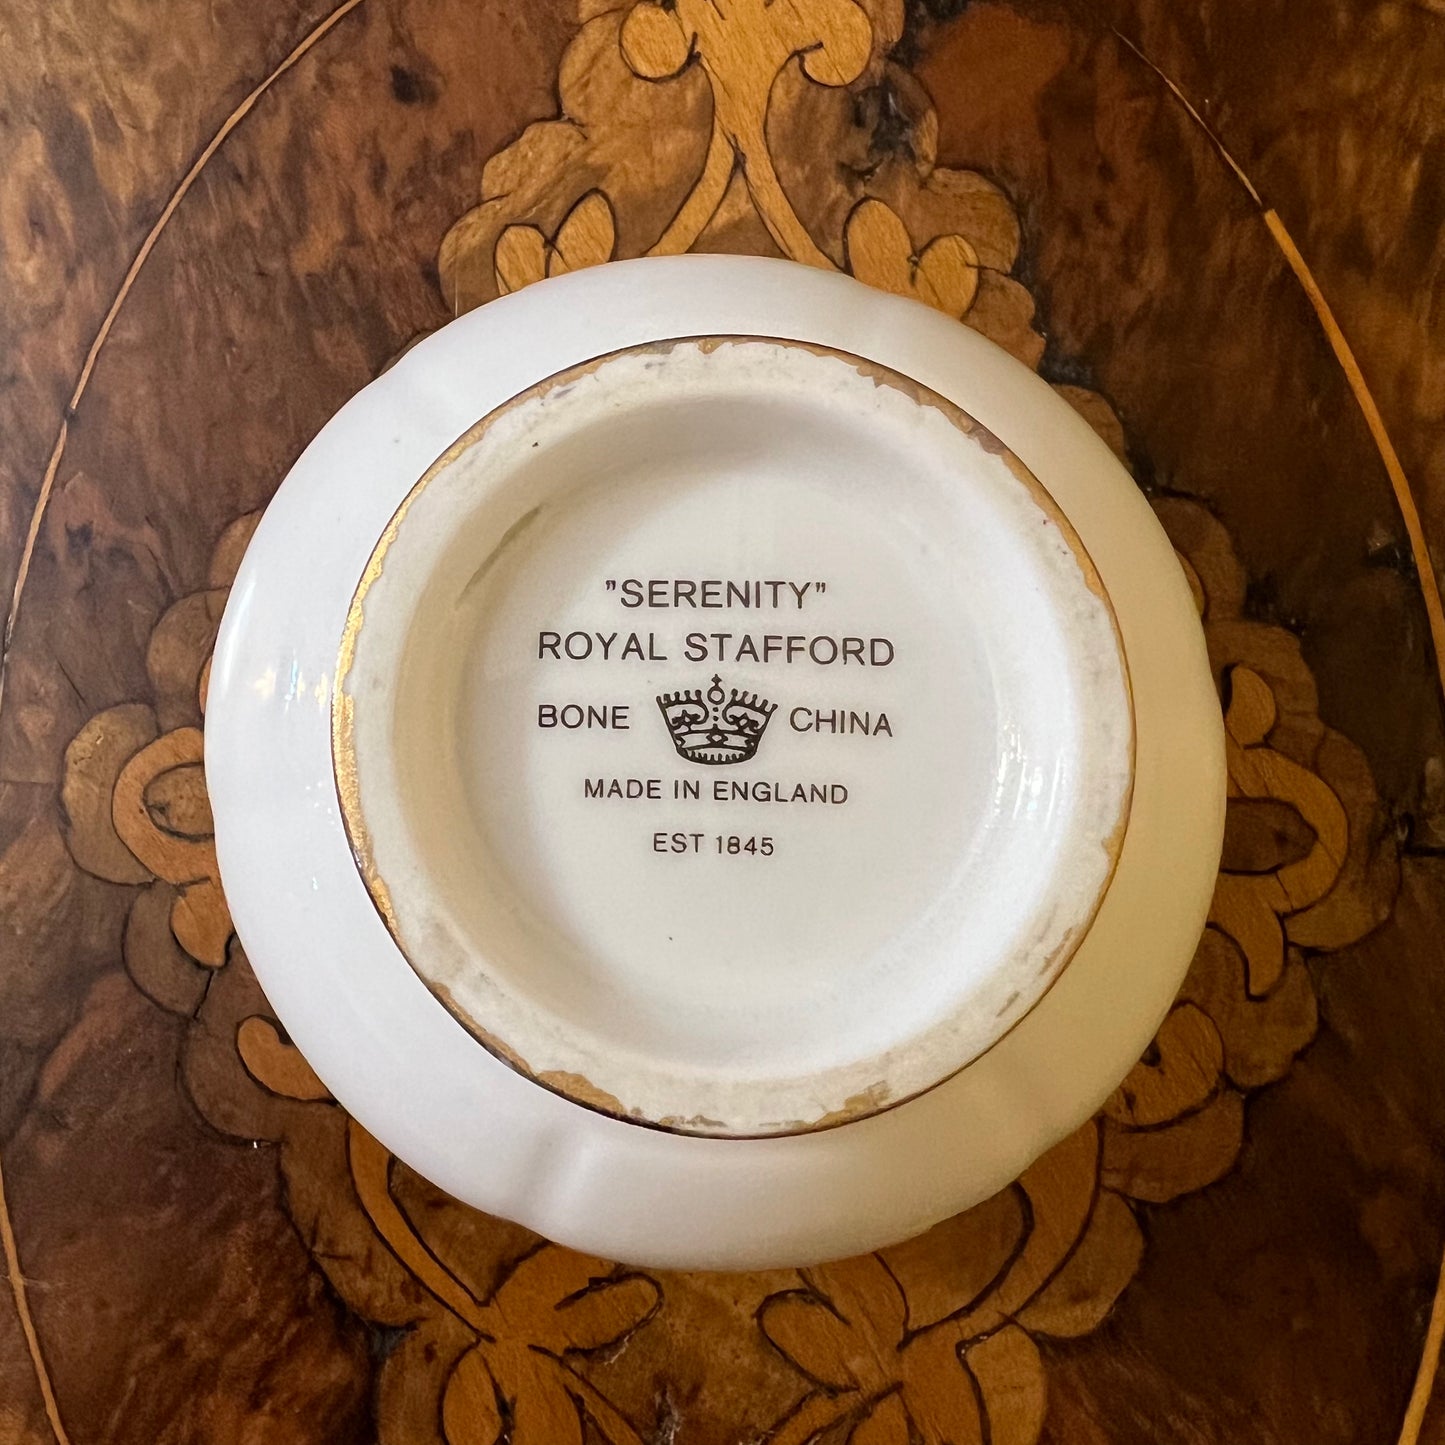 "SERENITY"
ROYAL STAFFORD
BONE CHINA
MADE IN ENGLAND
EST 1845